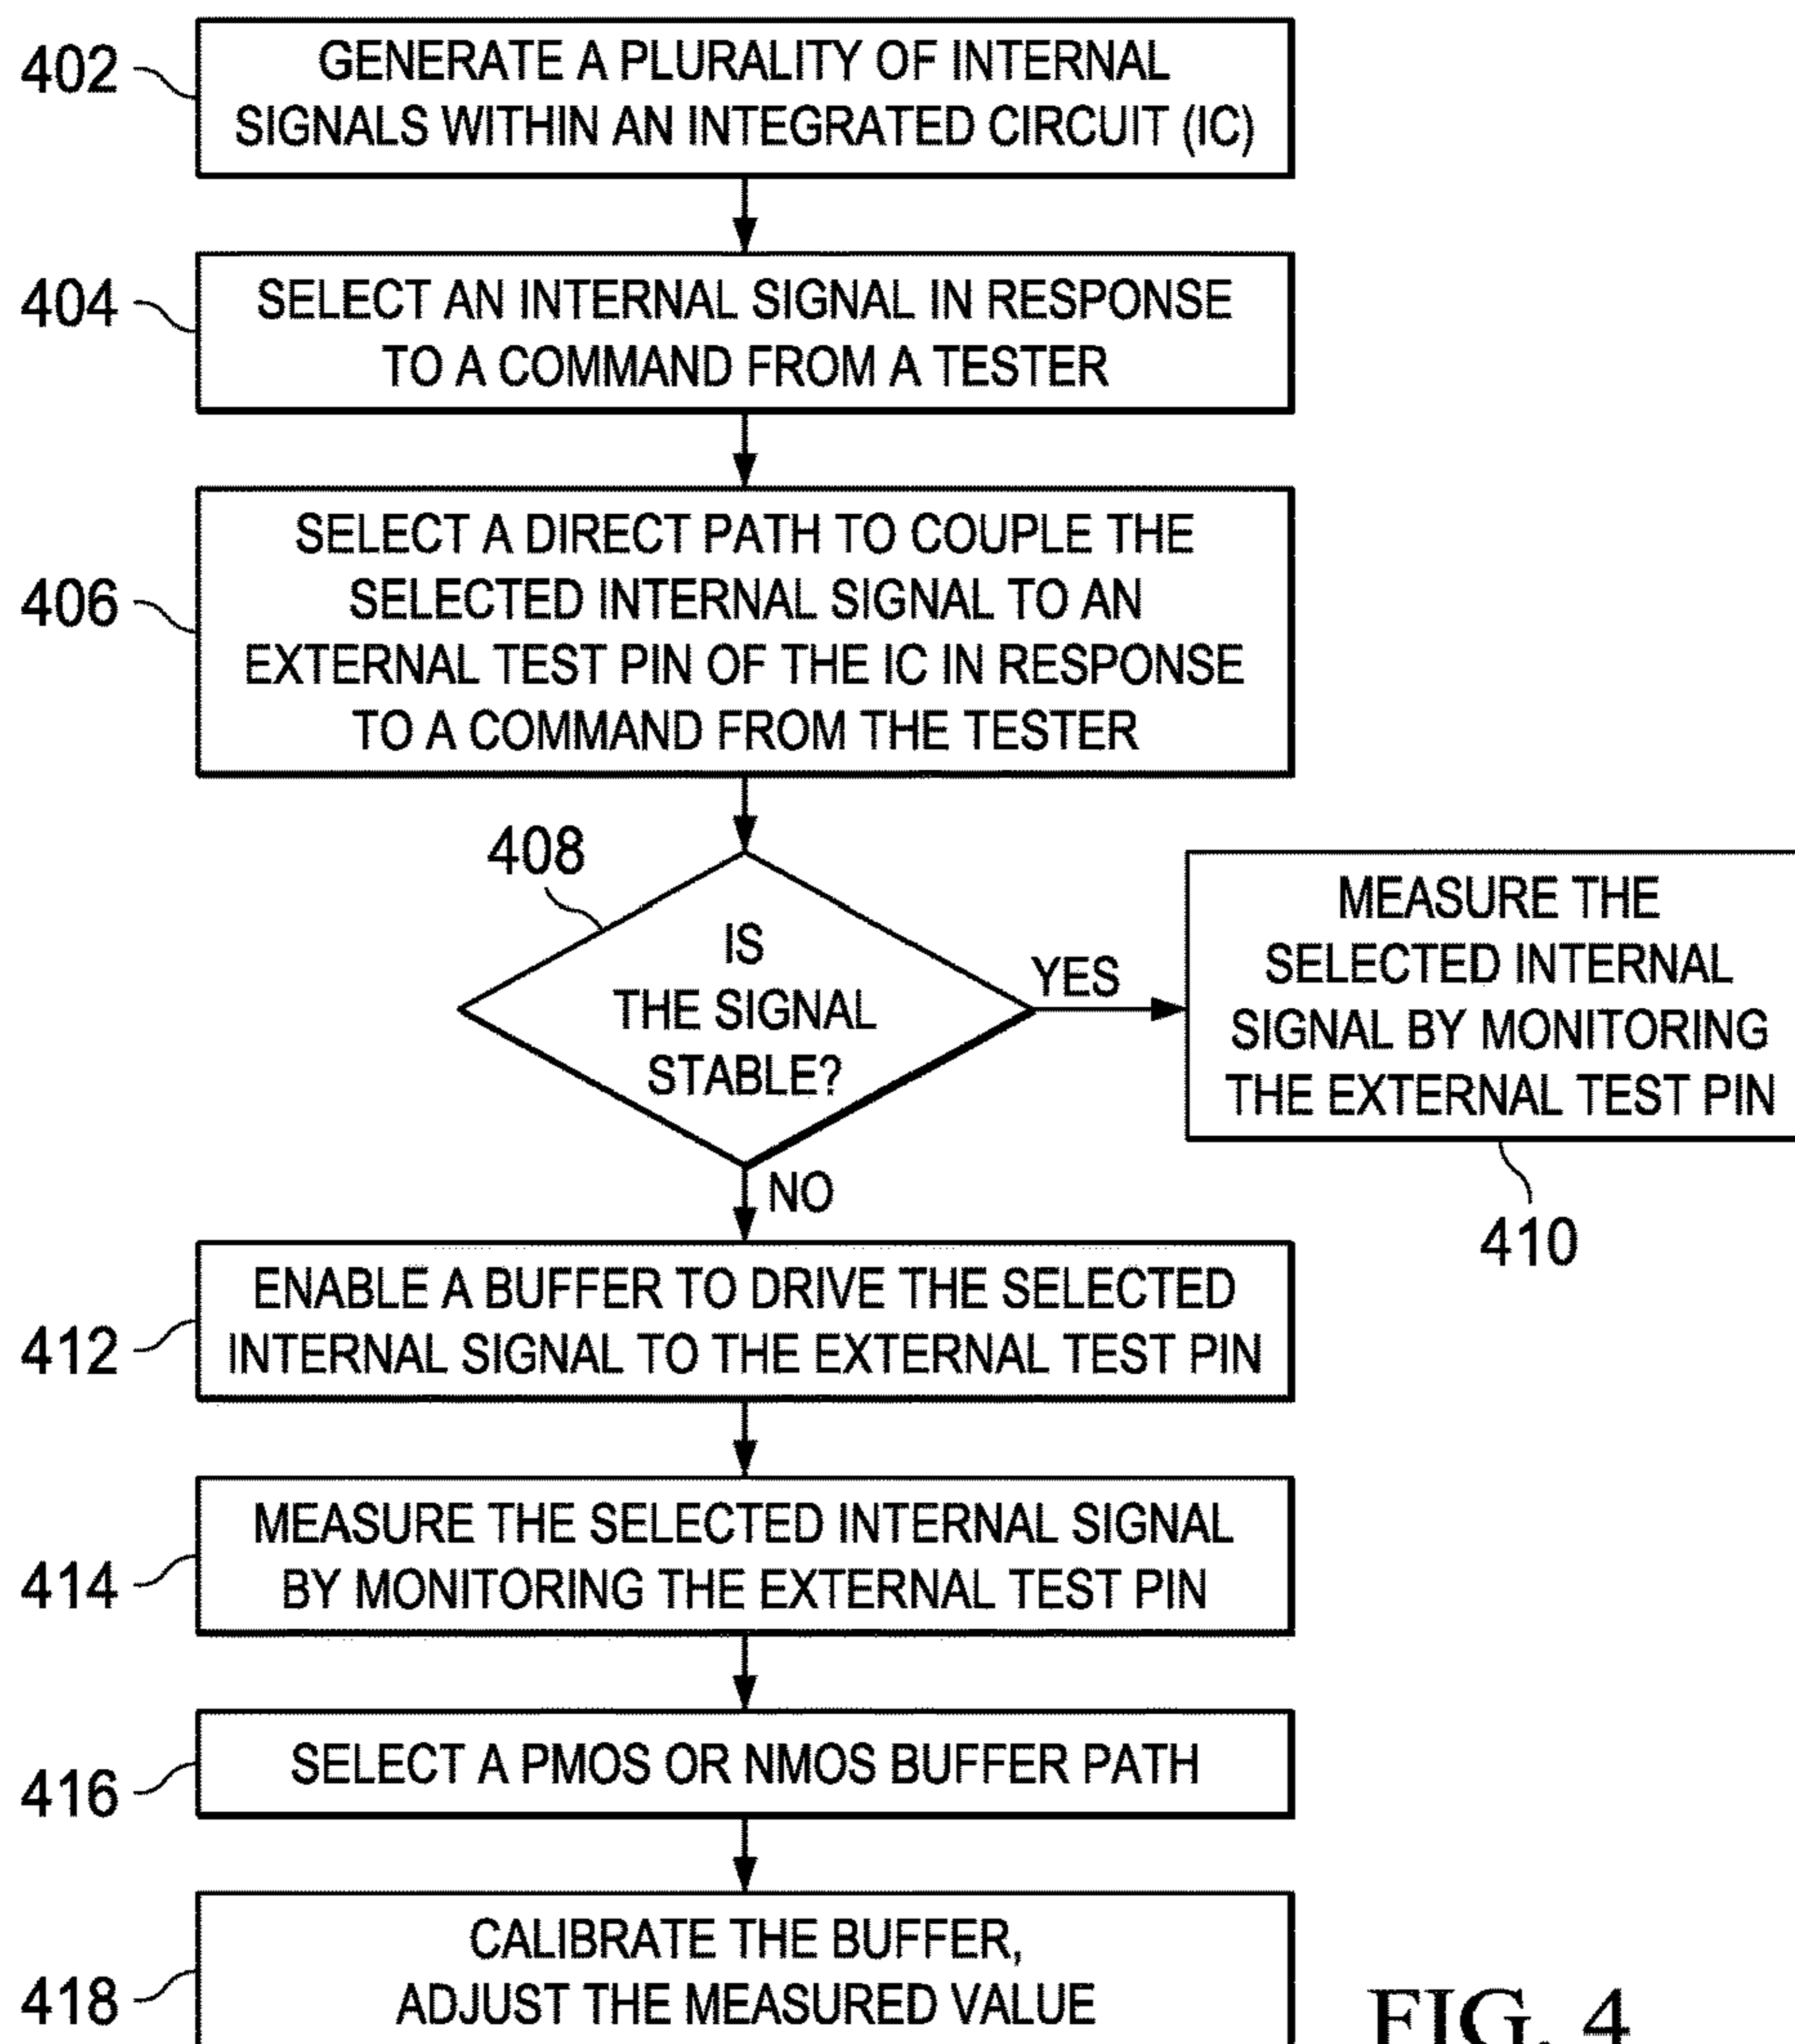 402
GENERATE A PLURALITY OF INTERNAL
SIGNALS WITHIN AN INTEGRATED CIRCUIT (IC)
404
SELECT AN INTERNAL SIGNAL IN RESPONSE
TO A COMMAND FROM A TESTER
406
SELECT A DIRECT PATH TO COUPLE THE
SELECTED INTERNAL SIGNAL TO AN
EXTERNAL TEST PIN OF THE IC IN RESPONSE
TO A COMMAND FROM THE TESTER
408
IS
THE SIGNAL
STABLE?
YES
MEASURE THE
SELECTED INTERNAL
SIGNAL BY MONITORING
THE EXTERNAL TEST PIN
410
NO
412
ENABLE A BUFFER TO DRIVE THE SELECTED
INTERNAL SIGNAL TO THE EXTERNAL TEST PIN
414
MEASURE THE SELECTED INTERNAL SIGNAL
BY MONITORING THE EXTERNAL TEST PIN
416
SELECT A PMOS OR NMOS BUFFER PATH
418
CALIBRATE THE BUFFER,
ADJUST THE MEASURED VALUE
FIG. 4